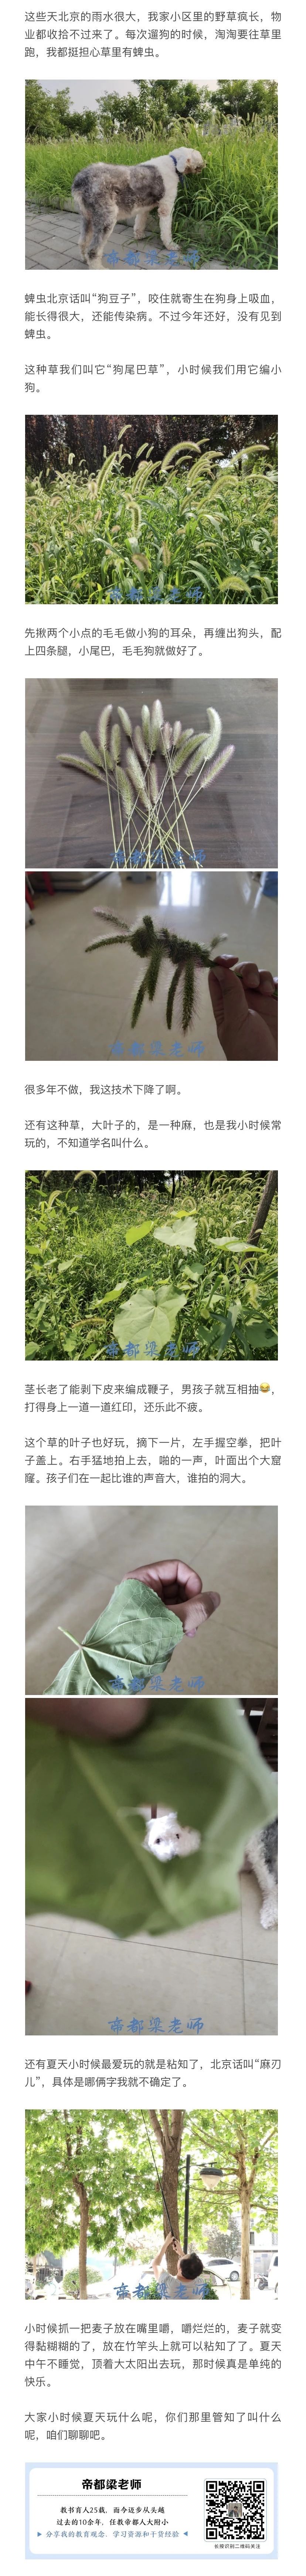 这些天北京的雨水很大，我家小区里的野草疯长，物
业都收拾不过来了。每次遛狗的时候，淘淘要往草里
跑，我都挺担心草里有蜱虫。
帝都梁老师
蜱虫北京话叫“狗豆子”，咬住就寄生在狗身上吸血，
能长得很大，还能传染病。不过今年还好，没有见到
蜱虫。
这种草我们叫它“狗尾巴草”，小时候我们用它编小
狗。
帝都梁老师
先揪两个小点的毛毛做小狗的耳朵，再缠出狗头，配
上四条腿，小尾巴，毛毛狗就做好了。
帝都梁老师
帝都梁老师
很多年不做，我这技术下降了啊。
还有这种草，大叶子的，是一种麻，也是我小时候常
玩的，不知道学名叫什么。
帝都梁老师
茎长老了能剥下皮来编成鞭子，男孩子就互相抽😂，
打得身上一道一道红印，还乐此不疲。
这个草的叶子也好玩，摘下一片，左手握空拳，把叶
子盖上。右手猛地拍上去，啪的一声，叶面出个大窟
窿。孩子们在一起比谁的声音大，谁拍的洞大。
帝都梁老师
帝都梁老师
还有夏天小时候最爱玩的就是粘知了，北京话叫“麻刃
儿”，具体是哪俩字我就不确定了。
帝都梁老师
小时候抓一把麦子放在嘴里嚼，嚼烂烂的，麦子就变
得黏糊糊的了，放在竹竿头上就可以粘知了了。夏天
中午不睡觉，顶着大太阳出去玩，那时候真是单纯的
快乐。
大家小时候夏天玩什么呢，你们那里管知了叫什么
呢，咱们聊聊吧。
帝都梁老师
教书育人25载，而今迈步从头越
过去的10余年，任教帝都人大附小
▶ 分享我的教育观念、学习资源和干货经验 ◀
长按识别二维码关注